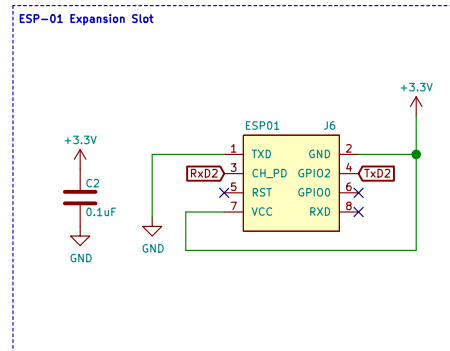 ESP-01 Expansion Slot
+3.3V
+3.3V
ESP01 J6
1 TXD GND 2
RxD2 3 CH_PD GPIO2 4 TxD2
5 RST GPIO0 6
7 VCC RXD 8
C2
0.1uF
GND
GND